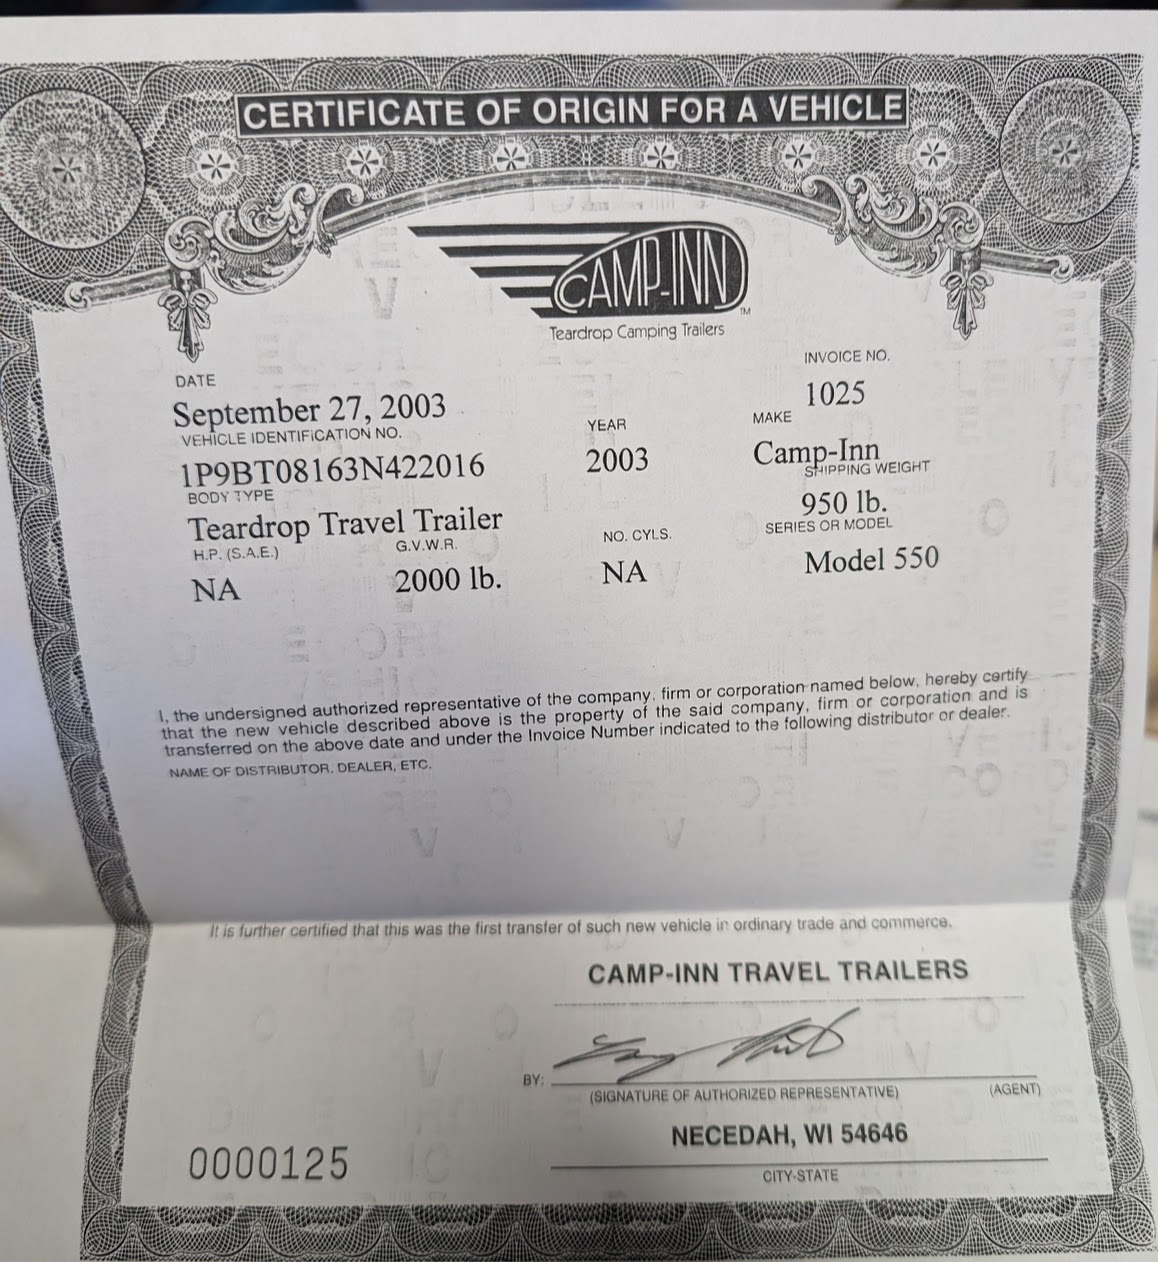 CERTIFICATE OF ORIGIN FOR A VEHICLE
CAMP-INN
TM
Teardrop Camping Trailers
INVOICE NO.
1025
DATE
September 27, 2003
YEAR
2003
MAKE
Camp-Inn
VEHICLE IDENTIFICATION NO.
1P9BT08163N422016
SHIPPING WEIGHT
950 lb.
BODY TYPE
Teardrop Travel Trailer
SERIES OR MODEL
Model 550
H.P. (S.A.E.)
NA
G.V.W.R.
2000 lb.
NO. CYLS.
NA
I, the undersigned authorized representative of the company, firm or corporation named below, hereby certify
that the new vehicle described above is the property of the said company, firm or corporation and is
transferred on the above date and under the Invoice Number indicated to the following distributor or dealer.
NAME OF DISTRIBUTOR, DEALER, ETC.
It is further certified that this was the first transfer of such new vehicle in ordinary trade and commerce.
CAMP-INN TRAVEL TRAILERS
BY:
(SIGNATURE OF AUTHORIZED REPRESENTATIVE) (AGENT)
NECEDAH, WI 54646
CITY-STATE
0000125